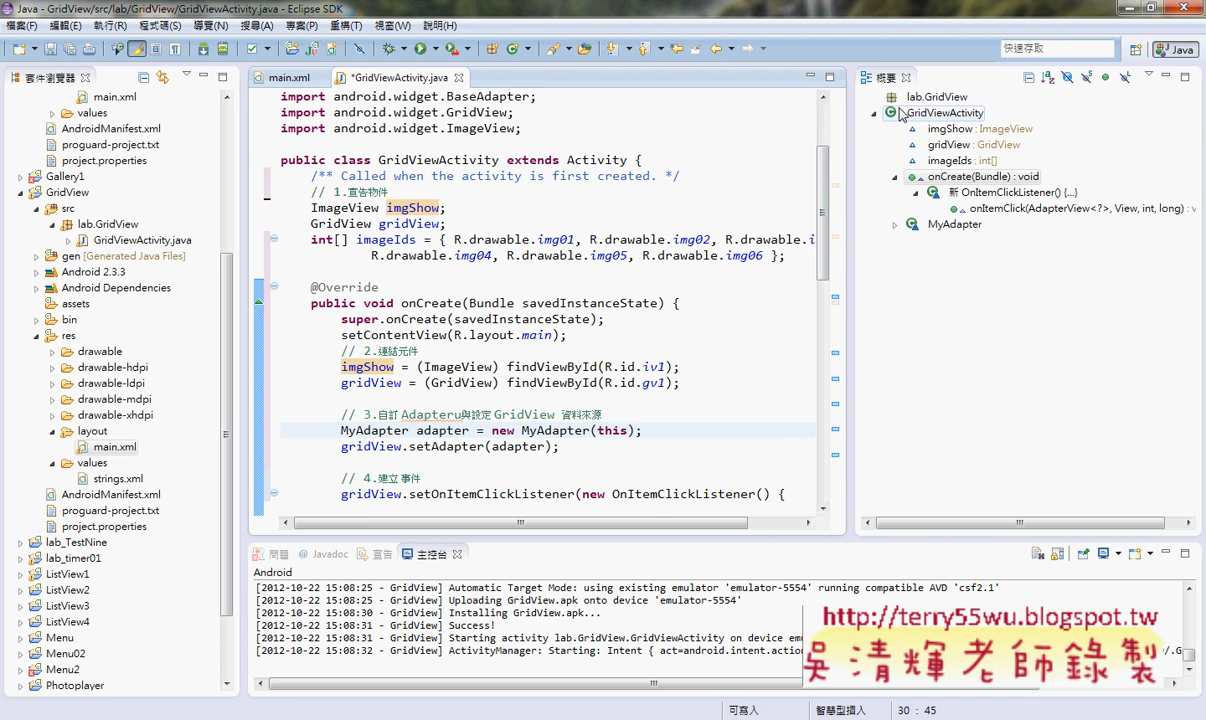 Java - GridView/src/lab/GridView/GridViewActivity.java - Eclipse SDK
檔案(F) 編輯(E) 執行(R) 程式碼(S) 導覽(N) 搜尋(A) 專案(P) 重構(T) 視窗(W) 說明(H)
快速存取
Java
套件瀏覽器
main.xml
values
AndroidManifest.xml
proguard-project.txt
project.properties
Gallery1
GridView
src
lab.GridView
GridViewActivity.java
gen [Generated Java Files]
Android 2.3.3
Android Dependencies
assets
bin
res
drawable
drawable-hdpi
drawable-ldpi
drawable-mdpi
drawable-xhdpi
layout
main.xml
values
strings.xml
AndroidManifest.xml
proguard-project.txt
project.properties
lab_TestNine
lab_timer01
ListView1
ListView2
ListView3
ListView4
Menu
Menu02
Menu2
Photoplayer
main.xml
*GridViewActivity.java
import android.widget.BaseAdapter;
import android.widget.GridView;
import android.widget.ImageView;
public class GridViewActivity extends Activity {
/** Called when the activity is first created. */
// 1.宣告物件
ImageView imgShow;
GridView gridView;
int[] imageIds = { R.drawable.img01, R.drawable.img02, R.drawable.i
R.drawable.img04, R.drawable.img05, R.drawable.img06 };
@Override
public void onCreate(Bundle savedInstanceState) {
super.onCreate(savedInstanceState);
setContentView(R.layout.main);
// 2.連結元件
imgShow = (ImageView) findViewById(R.id.iv1);
gridView = (GridView) findViewById(R.id.gv1);
// 3.自訂 Adapteru與設定 GridView 資料來源
MyAdapter adapter = new MyAdapter(this);
gridView.setAdapter(adapter);
// 4.建立 事件
gridView.setOnItemClickListener(new OnItemClickListener() {
概要
lab.GridView
GridViewActivity
imgShow : ImageView
gridView : GridView
imageIds : int[]
onCreate(Bundle) : void
新 OnItemClickListener() {...}
onItemClick(AdapterView<?>, View, int, long) : v
MyAdapter
問題 Javadoc 宣告 主控台
Android
[2012-10-22 15:08:25 - GridView] Automatic Target Mode: using existing emulator 'emulator-5554' running compatible AVD 'csf2.1'
[2012-10-22 15:08:25 - GridView] Uploading GridView.apk onto device 'emulator-5554'
[2012-10-22 15:08:30 - GridView] Installing GridView.apk...
[2012-10-22 15:08:31 - GridView] Success!
[2012-10-22 15:08:31 - GridView] Starting activity lab.GridView.GridViewActivity on device em
[2012-10-22 15:08:32 - GridView] ActivityManager: Starting: Intent { act=android.intent.action
http://terry55wu.blogspot.tw
吳清輝老師錄製
可寫入 智慧型插入 30 : 45